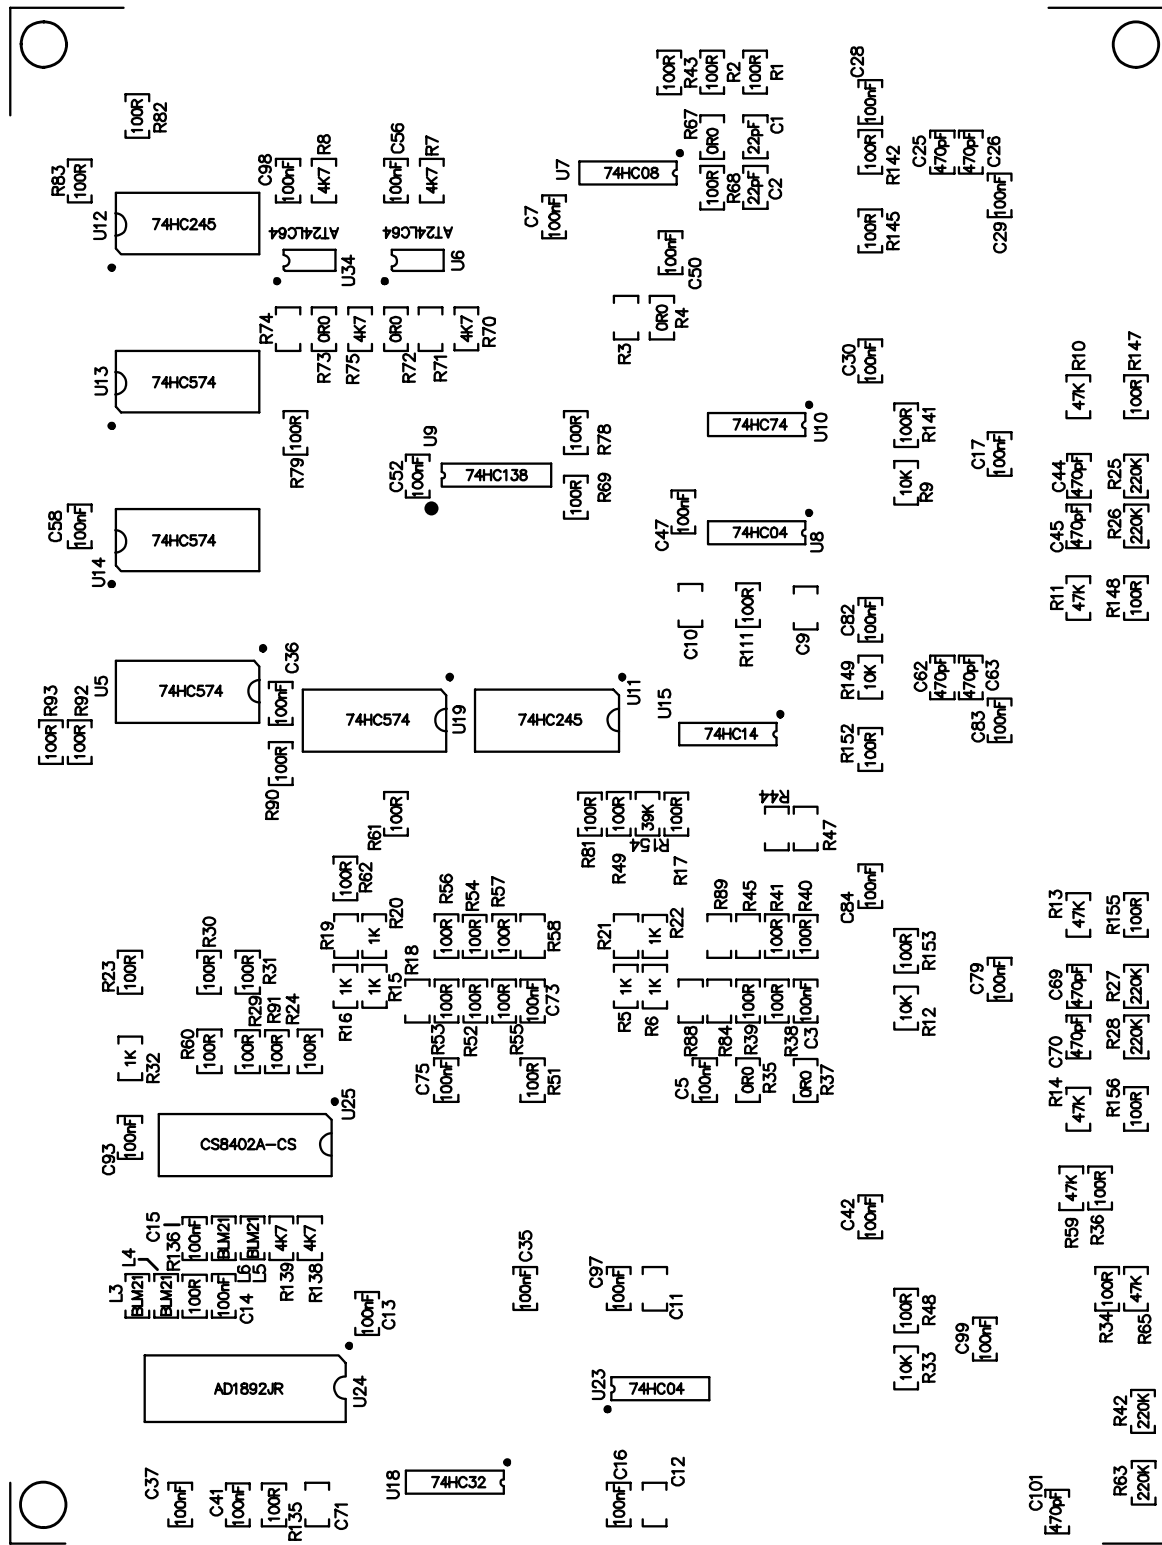 C28
100nF
100R
R43
100R
R2
100R
R1
100R
R82
R67
0R0
22pF
C1
100R
R142
C25
470pF
470pF
C26
R83
100R
C98
100nF
R8
4K7
C56
100nF
R7
4K7
U7
74HC08
100R
R68
22pF
C2
100nF
C29
U12
74HC245
AT24LC64
U34
AT24LC64
U6
C7
100nF
100R
R145
100nF
C50
R74
0R0
R73
4K7
R75
0R0
R72
R71
4K7
R70
R3
0R0
R4
U13
74HC574
C30
100nF
R10
47K
R147
100R
R79
100R
U9
C52
100nF
74HC138
100R
R78
100R
R69
74HC74
U10
100R
R141
10K
R9
C17
100nF
C44
470pF
R25
220K
C58
100nF
U14
74HC574
C47
100nF
74HC04
U8
C45
470pF
R26
220K
C10
100R
R111
C9
C82
100nF
R11
47K
R148
100R
R93
100R
R92
100R
U5
74HC574
C36
100nF
74HC574
U19
74HC245
U11
U15
74HC14
R149
10K
C62
470pF
470pF
C63
C83
100nF
R152
100R
R90
100R
R61
100R
R81
100R
R49
100R
R154
39K
R17
100R
R44
R47
R62
100R
C84
100nF
R23
100R
R30
100R
100R
R31
R19
1K
R20
R18
R56
100R
R54
100R
R57
100R
R58
R21
1K
R22
R89
R45
R41
100R
R40
100R
100R
R153
R13
47K
R155
100R
R16
1K
1K
R15
R53
100R
R52
100R
R55
100R
100nF
C73
R5
1K
R6
1K
R88
R84
R39
100R
R38
100R
C3
100nF
10K
R12
C79
100nF
C69
470pF
R27
220K
R32
1K
R60
100R
R29
100R
R91
100R
R24
100R
C75
100nF
100R
R51
C5
100nF
0R0
R35
0R0
R37
C70
470pF
R28
220K
R14
47K
R156
100R
C93
100nF
CS8402A-CS
U25
R59
47K
R36
100R
C15
100nF
R136
L4
BLM21
BLM21
4K7
4K7
L6
L5
R139
R138
L3
BLM21
BLM21
100R
100nF
C14
C42
100nF
100nF
C35
C97
100nF
C11
100nF
C13
100R
R48
10K
R33
C99
100nF
R34
100R
R65
47K
AD1892JR
U24
U23
74HC04
R42
220K
C37
100nF
C41
100nF
100R
R135
C71
U18
74HC32
C16
100nF
C12
C101
470pF
R63
220K